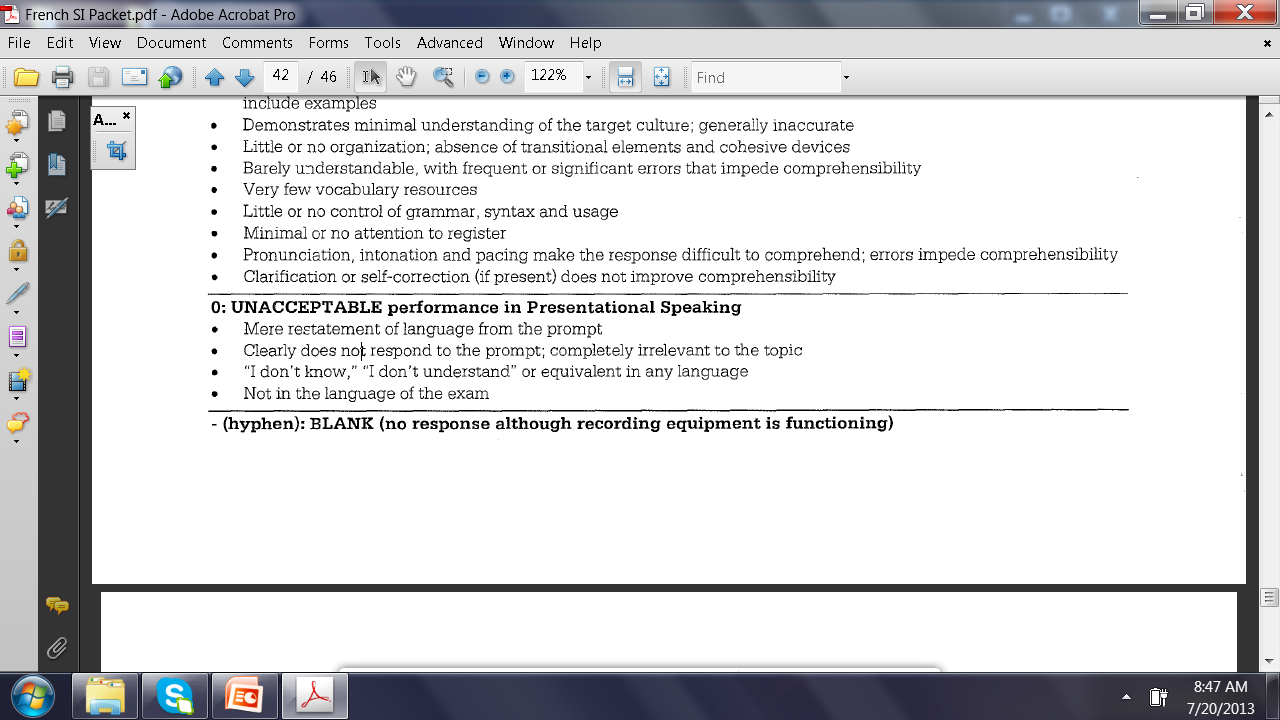 French SI Packet.pdf - Adobe Acrobat Pro
File Edit View Document Comments Forms Tools Advanced Window Help
42 / 46 122% Find
A...
include examples
• Demonstrates minimal understanding of the target culture; generally inaccurate
• Little or no organization; absence of transitional elements and cohesive devices
• Barely understandable, with frequent or significant errors that impede comprehensibility
• Very few vocabulary resources
• Little or no control of grammar, syntax and usage
• Minimal or no attention to register
• Pronunciation, intonation and pacing make the response difficult to comprehend; errors impede comprehensibility
• Clarification or self-correction (if present) does not improve comprehensibility
0: UNACCEPTABLE performance in Presentational Speaking
• Mere restatement of language from the prompt
• Clearly does not respond to the prompt; completely irrelevant to the topic
• “I don’t know,” “I don’t understand” or equivalent in any language
• Not in the language of the exam
- (hyphen): BLANK (no response although recording equipment is functioning)
8:47 AM
7/20/2013